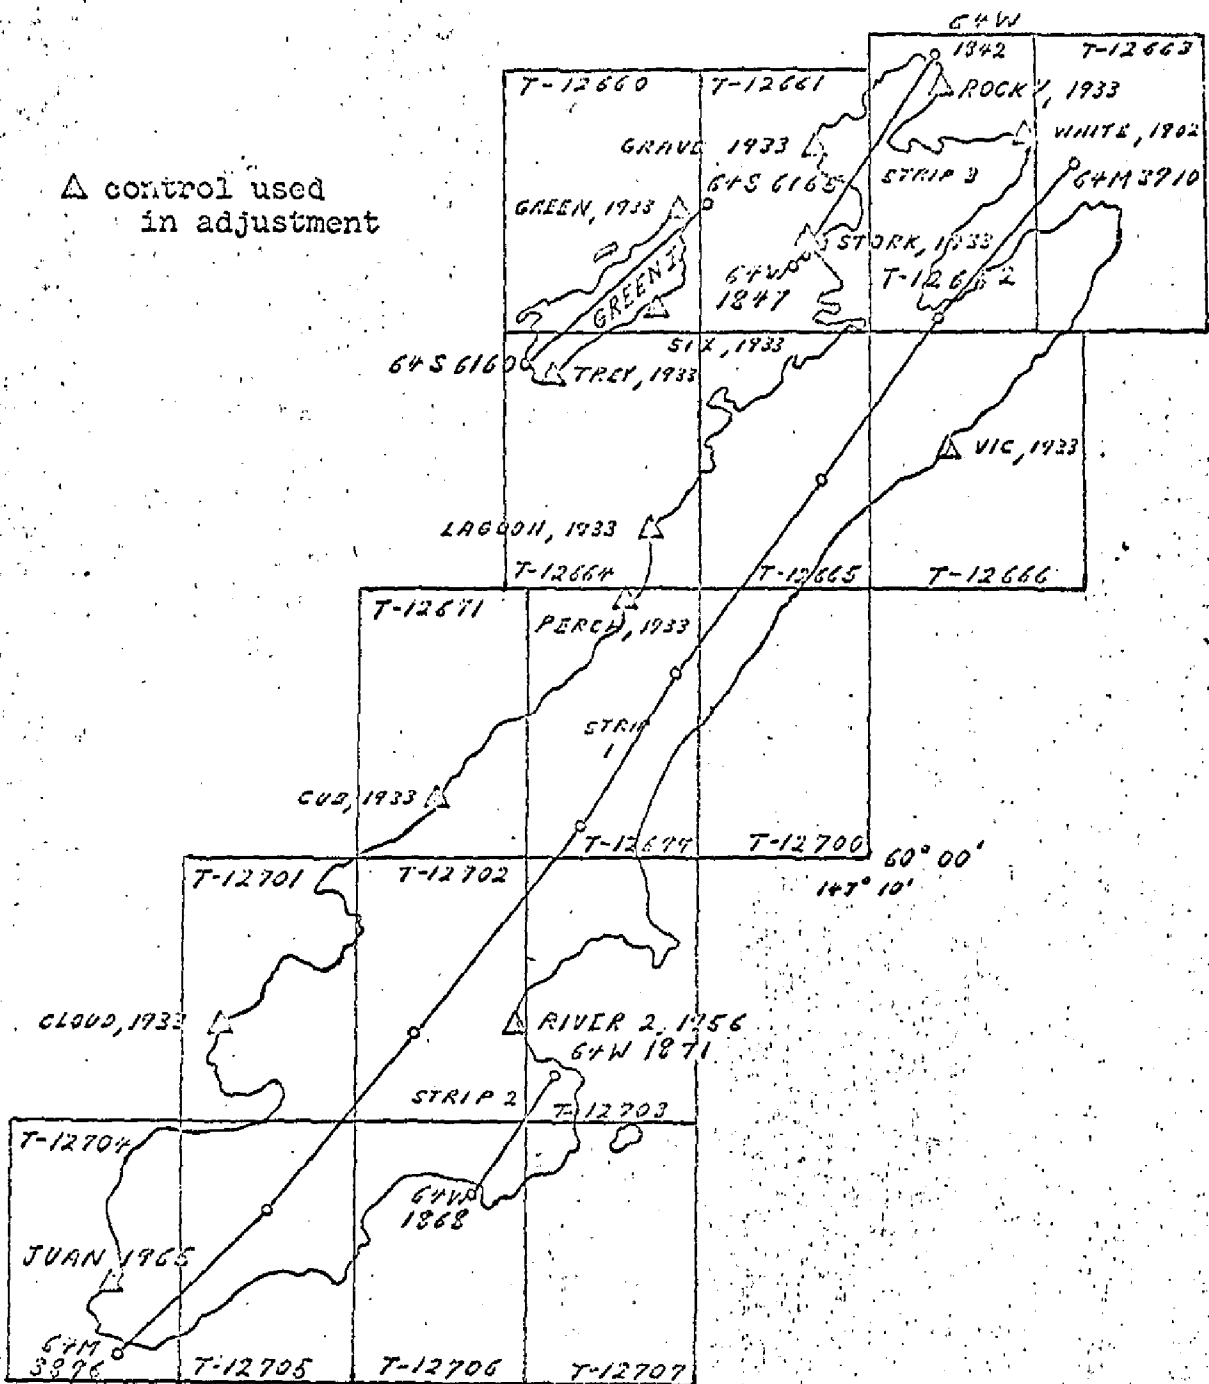 64W
1842
T-12663
T-12660
T-12661
ROCKY, 1933
WHITE, 1902
GRAVE 1933
STRIP 3
64M 3910
64S 6165
△ control used
in adjustment
GREEN, 1933
STORK, 1933
64W
1847
T-12662
GREEN I
SIX, 1933
64S 6160
TREY, 1933
VIC, 1933
LAGOON, 1933
T-12664
T-12665
T-12666
T-12671
PERCH, 1933
STRIP
1
CUB, 1933
T-12699
T-12700
60° 00'
147° 10'
T-12701
T-12702
CLOUD, 1933
RIVER 2, 1956
64W 1871
STRIP 2
T-12703
T-12704
64W
1868
JUAN, 1965
64M
3896
T-12705
T-12706
T-12707